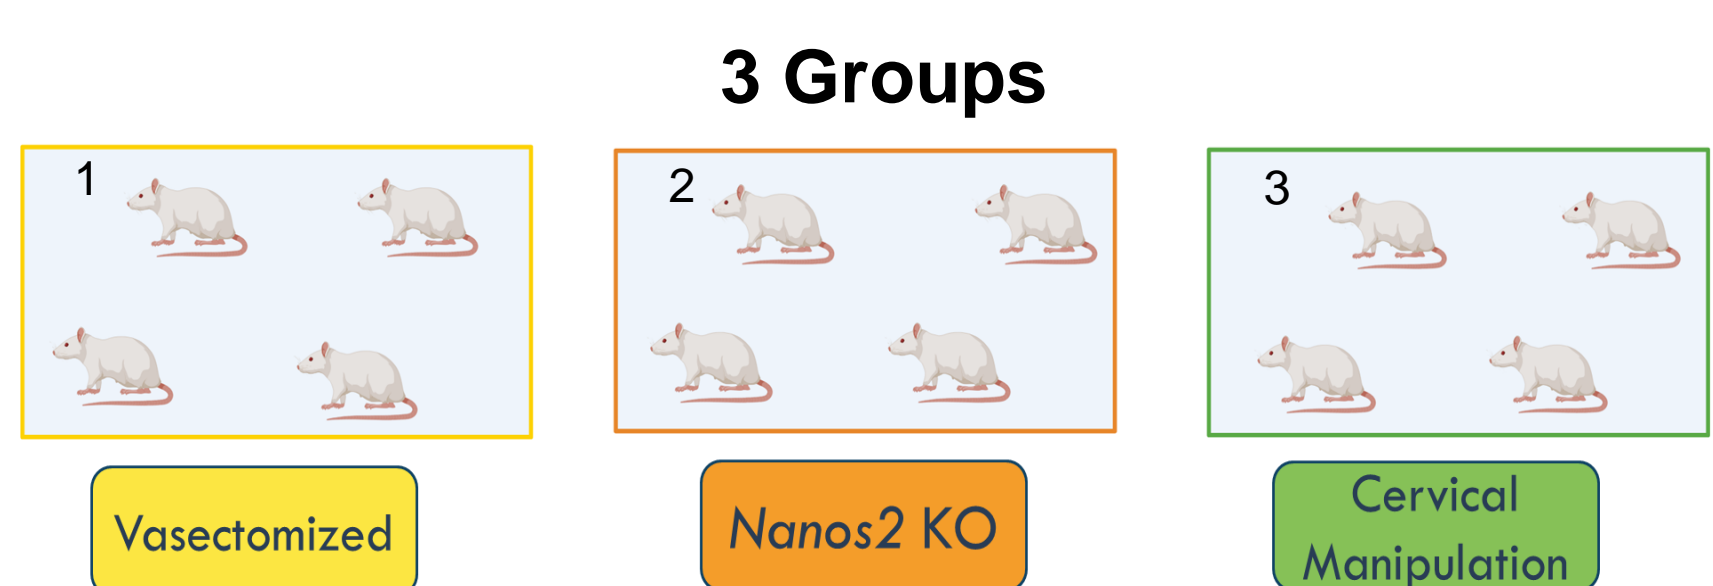 3 Groups
1
2
3
Vasectomized
Nanos2 KO
Cervical
Manipulation